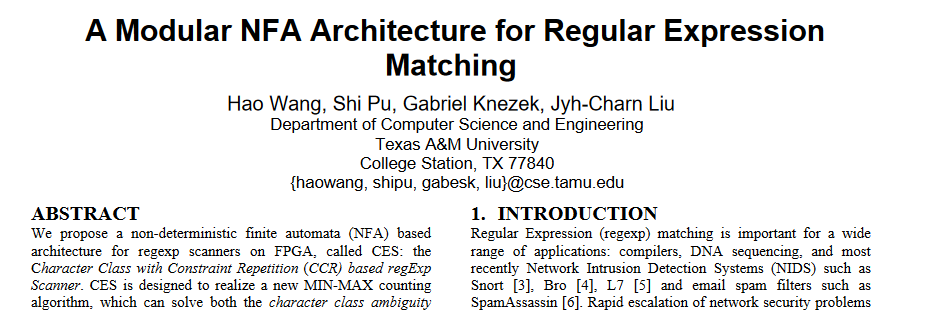 A Modular NFA Architecture for Regular Expression
Matching
Hao Wang, Shi Pu, Gabriel Knezek, Jyh-Charn Liu
Department of Computer Science and Engineering
Texas A&M University
College Station, TX 77840
{haowang, shipu, gabesk, liu}@cse.tamu.edu
ABSTRACT
We propose a non-deterministic finite automata (NFA) based
architecture for regexp scanners on FPGA, called CES: the
Character Class with Constraint Repetition (CCR) based regExp
Scanner. CES is designed to realize a new MIN-MAX counting
algorithm, which can solve both the character class ambiguity
1. INTRODUCTION
Regular Expression (regexp) matching is important for a wide
range of applications: compilers, DNA sequencing, and most
recently Network Intrusion Detection Systems (NIDS) such as
Snort [3], Bro [4], L7 [5] and email spam filters such as
SpamAssassin [6]. Rapid escalation of network security problems